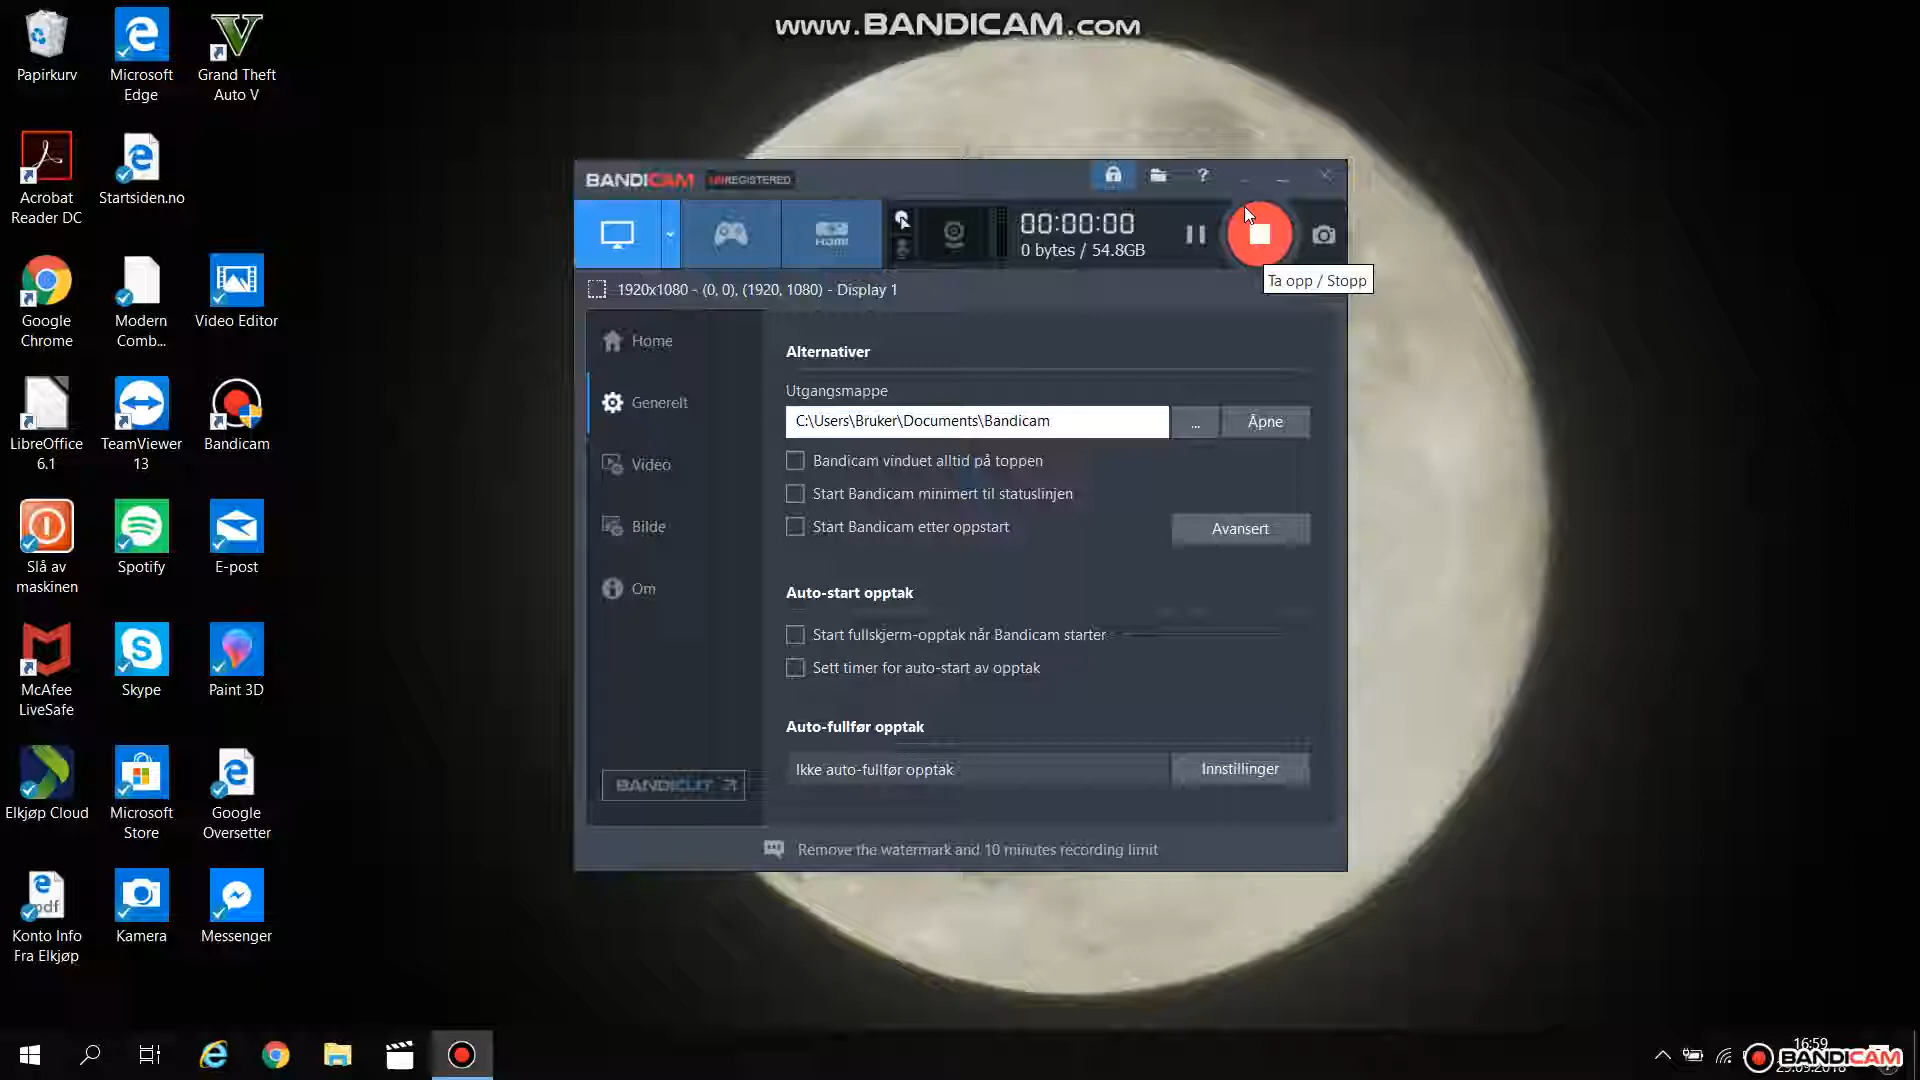 www.BANDICAM.com
Papirkurv
Microsoft
Edge
Grand Theft
Auto V
Acrobat
Reader DC
Startsiden.no
Google
Chrome
Modern
Comb...
Video Editor
LibreOffice
6.1
TeamViewer
13
Bandicam
Slå av
maskinen
Spotify
E-post
McAfee
LiveSafe
Skype
Paint 3D
Elkjøp Cloud
Microsoft
Store
Google
Oversetter
pdf
Konto Info
Fra Elkjøp
Kamera
Messenger
BANDICAM UNREGISTERED
?
HDMI
00:00:00
0 bytes / 54.8GB
Ta opp / Stopp
1920x1080 - (0, 0), (1920, 1080) - Display 1
Home
Generelt
Video
Bilde
Om
BANDICUT
Alternativer
Utgangsmappe
C:\Users\Bruker\Documents\Bandicam
...
Åpne
Bandicam vinduet alltid på toppen
Start Bandicam minimert til statuslinjen
Start Bandicam etter oppstart
Avansert
Auto-start opptak
Start fullskjerm-opptak når Bandicam starter
Sett timer for auto-start av opptak
Auto-fullfør opptak
Ikke auto-fullfør opptak
Innstillinger
Remove the watermark and 10 minutes recording limit
16:59
29.09.2018
BANDICAM